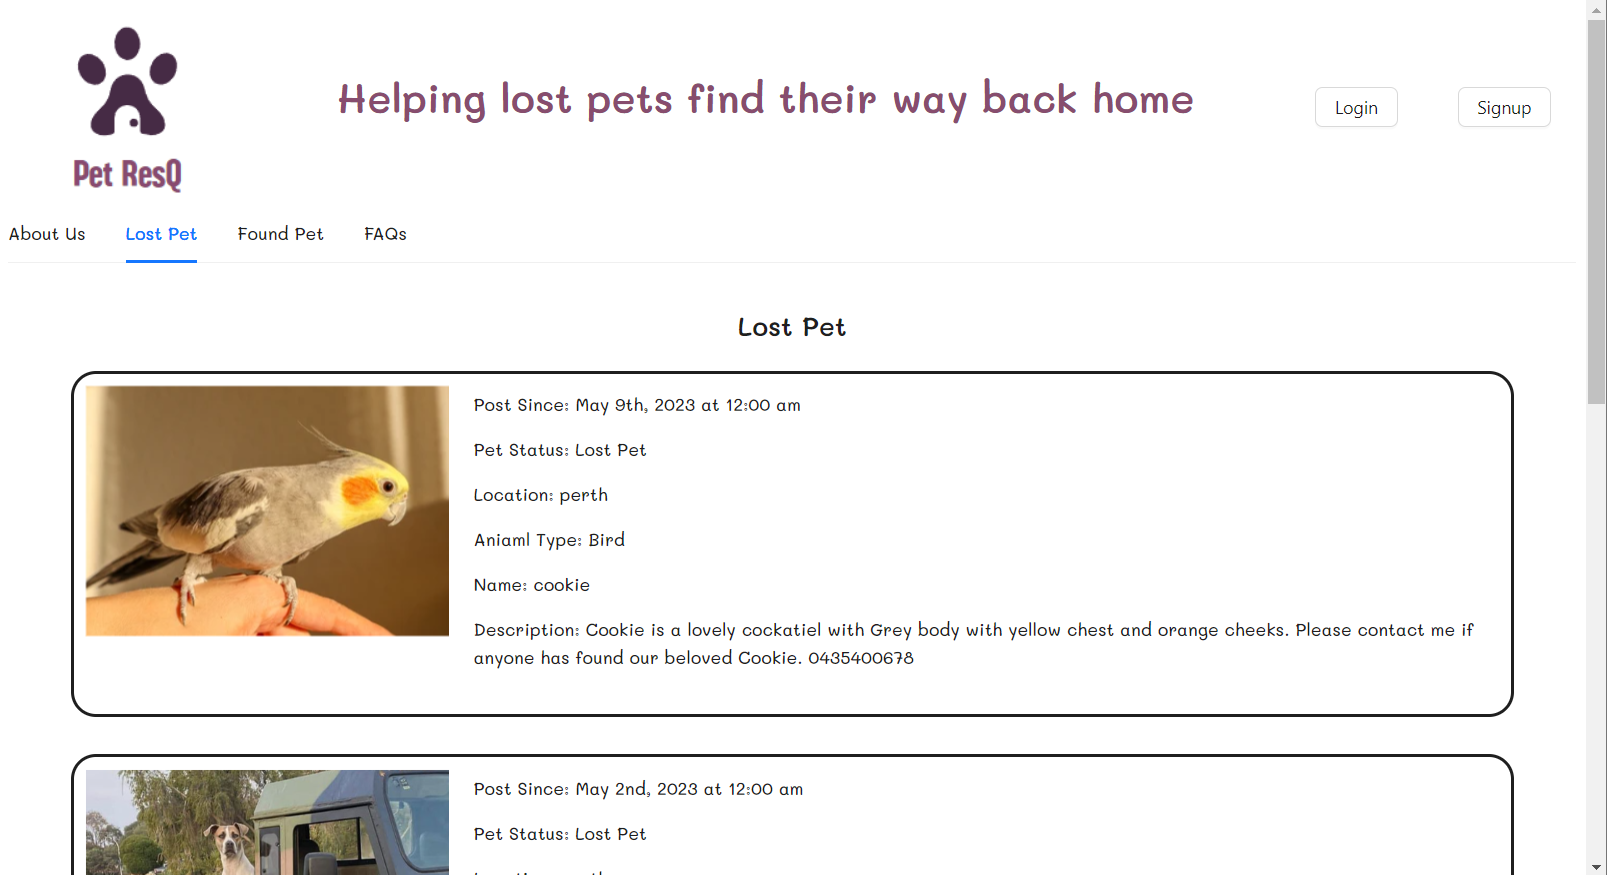 Pet ResQ
Helping lost pets find their way back home
Login
Signup
About Us
Lost Pet
Found Pet
FAQs
Lost Pet
Post Since: May 9th, 2023 at 12:00 am
Pet Status: Lost Pet
Location: perth
Aniaml Type: Bird
Name: cookie
Description: Cookie is a lovely cockatiel with Grey body with yellow chest and orange cheeks. Please contact me if
anyone has found our beloved Cookie. 0435400678
Post Since: May 2nd, 2023 at 12:00 am
Pet Status: Lost Pet